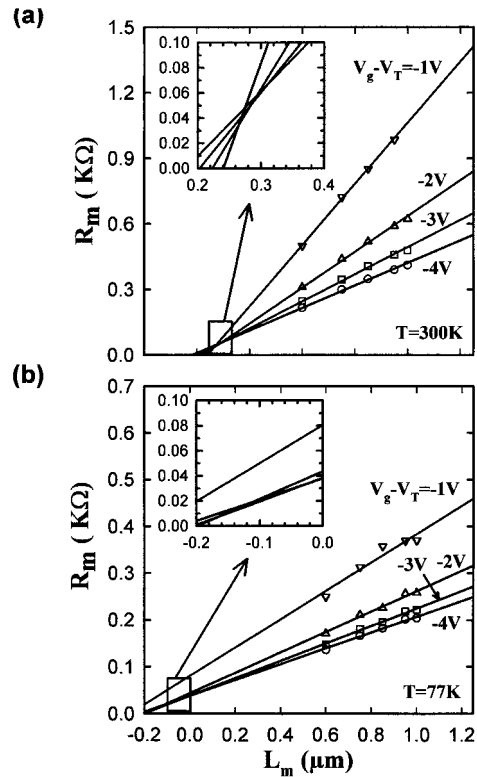 (a)
R_m ( KΩ)
1.5
1.2
0.9
0.6
0.3
0.0
0.10
0.08
0.06
0.04
0.02
0.00
0.2 0.3 0.4
V_g-V_T=-1V
-2V
-3V
-4V
T=300K
(b)
R_m ( KΩ)
0.7
0.6
0.5
0.4
0.3
0.2
0.1
0.0
0.10
0.08
0.06
0.04
0.02
0.00
-0.2 -0.1 0.0
V_g-V_T=-1V
-2V
-3V
-4V
T=77K
-0.2 0.0 0.2 0.4 0.6 0.8 1.0 1.2
L_m (μm)